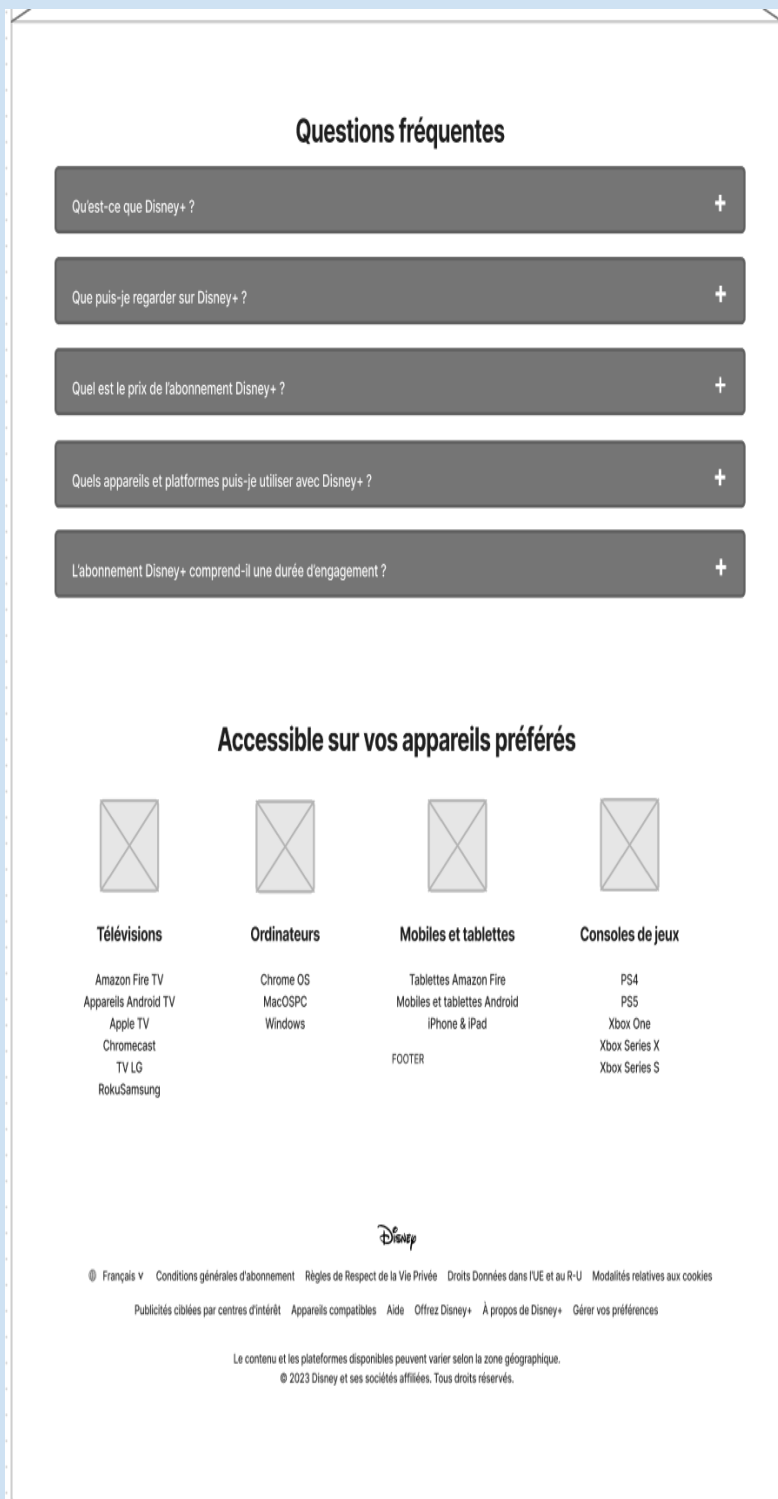 Questions fréquentes
Qu'est-ce que Disney+ ?
+
Que puis-je regarder sur Disney+ ?
+
Quel est le prix de l'abonnement Disney+ ?
+
Quels appareils et platformes puis-je utiliser avec Disney+ ?
+
L'abonnement Disney+ comprend-il une durée d'engagement ?
+
Accessible sur vos appareils préférés
Télévisions
Amazon Fire TV
Appareils Android TV
Apple TV
Chromecast
TV LG
RokuSamsung
Ordinateurs
Chrome OS
MacOSPC
Windows
Mobiles et tablettes
Tablettes Amazon Fire
Mobiles et tablettes Android
iPhone & iPad
FOOTER
Consoles de jeux
PS4
PS5
Xbox One
Xbox Series X
Xbox Series S
Disney
Français v Conditions générales d'abonnement Règles de Respect de la Vie Privée Droits Données dans l'UE et au R-U Modalités relatives aux cookies
Publicités ciblées par centres d'intérêt Appareils compatibles Aide Offrez Disney+ À propos de Disney+ Gérer vos préférences
Le contenu et les plateformes disponibles peuvent varier selon la zone géographique.
© 2023 Disney et ses sociétés affiliées. Tous droits réservés.